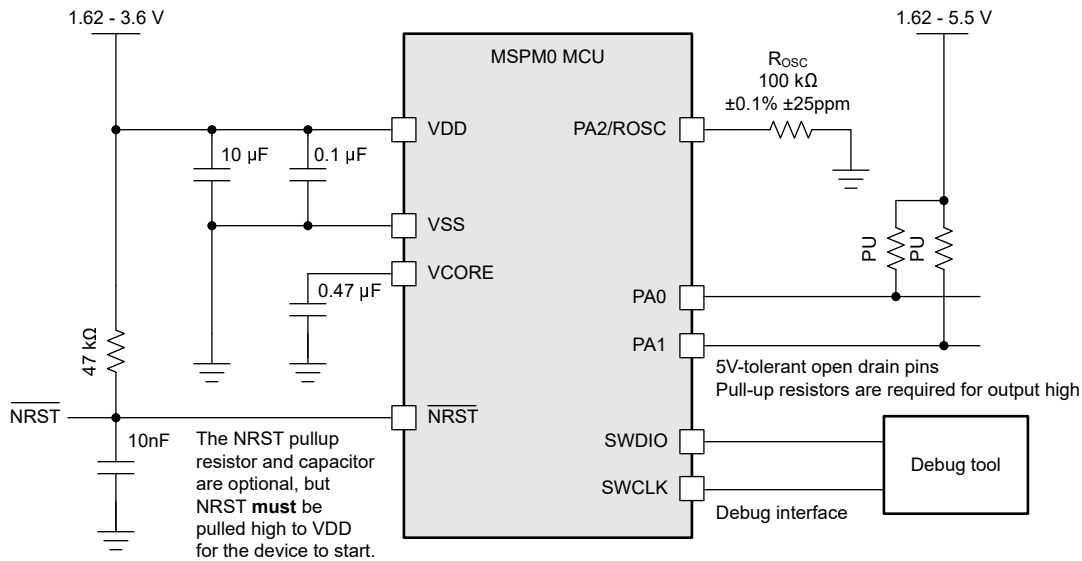 1.62 - 3.6 V
1.62 - 5.5 V
MSPM0 MCU
ROSC
100 kΩ
±0.1% ±25ppm
VDD
PA2/ROSC
10 µF
0.1 µF
VSS
VCORE
0.47 µF
PU
PU
PA0
PA1
47 kΩ
5V-tolerant open drain pins
Pull-up resistors are required for output high
NRST
NRST
10nF
The NRST pullup
resistor and capacitor
are optional, but
NRST must be
pulled high to VDD
for the device to start.
SWDIO
SWCLK
Debug tool
Debug interface